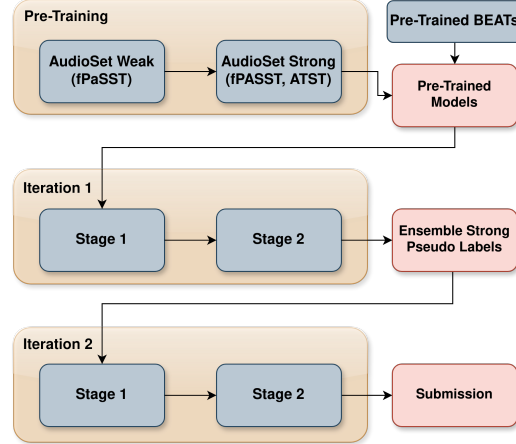 Pre-Training
Pre-Trained BEATs
AudioSet Weak
(fPaSST)
AudioSet Strong
(fPASST, ATST)
Pre-Trained
Models
Iteration 1
Stage 1
Stage 2
Ensemble Strong
Pseudo Labels
Iteration 2
Stage 1
Stage 2
Submission